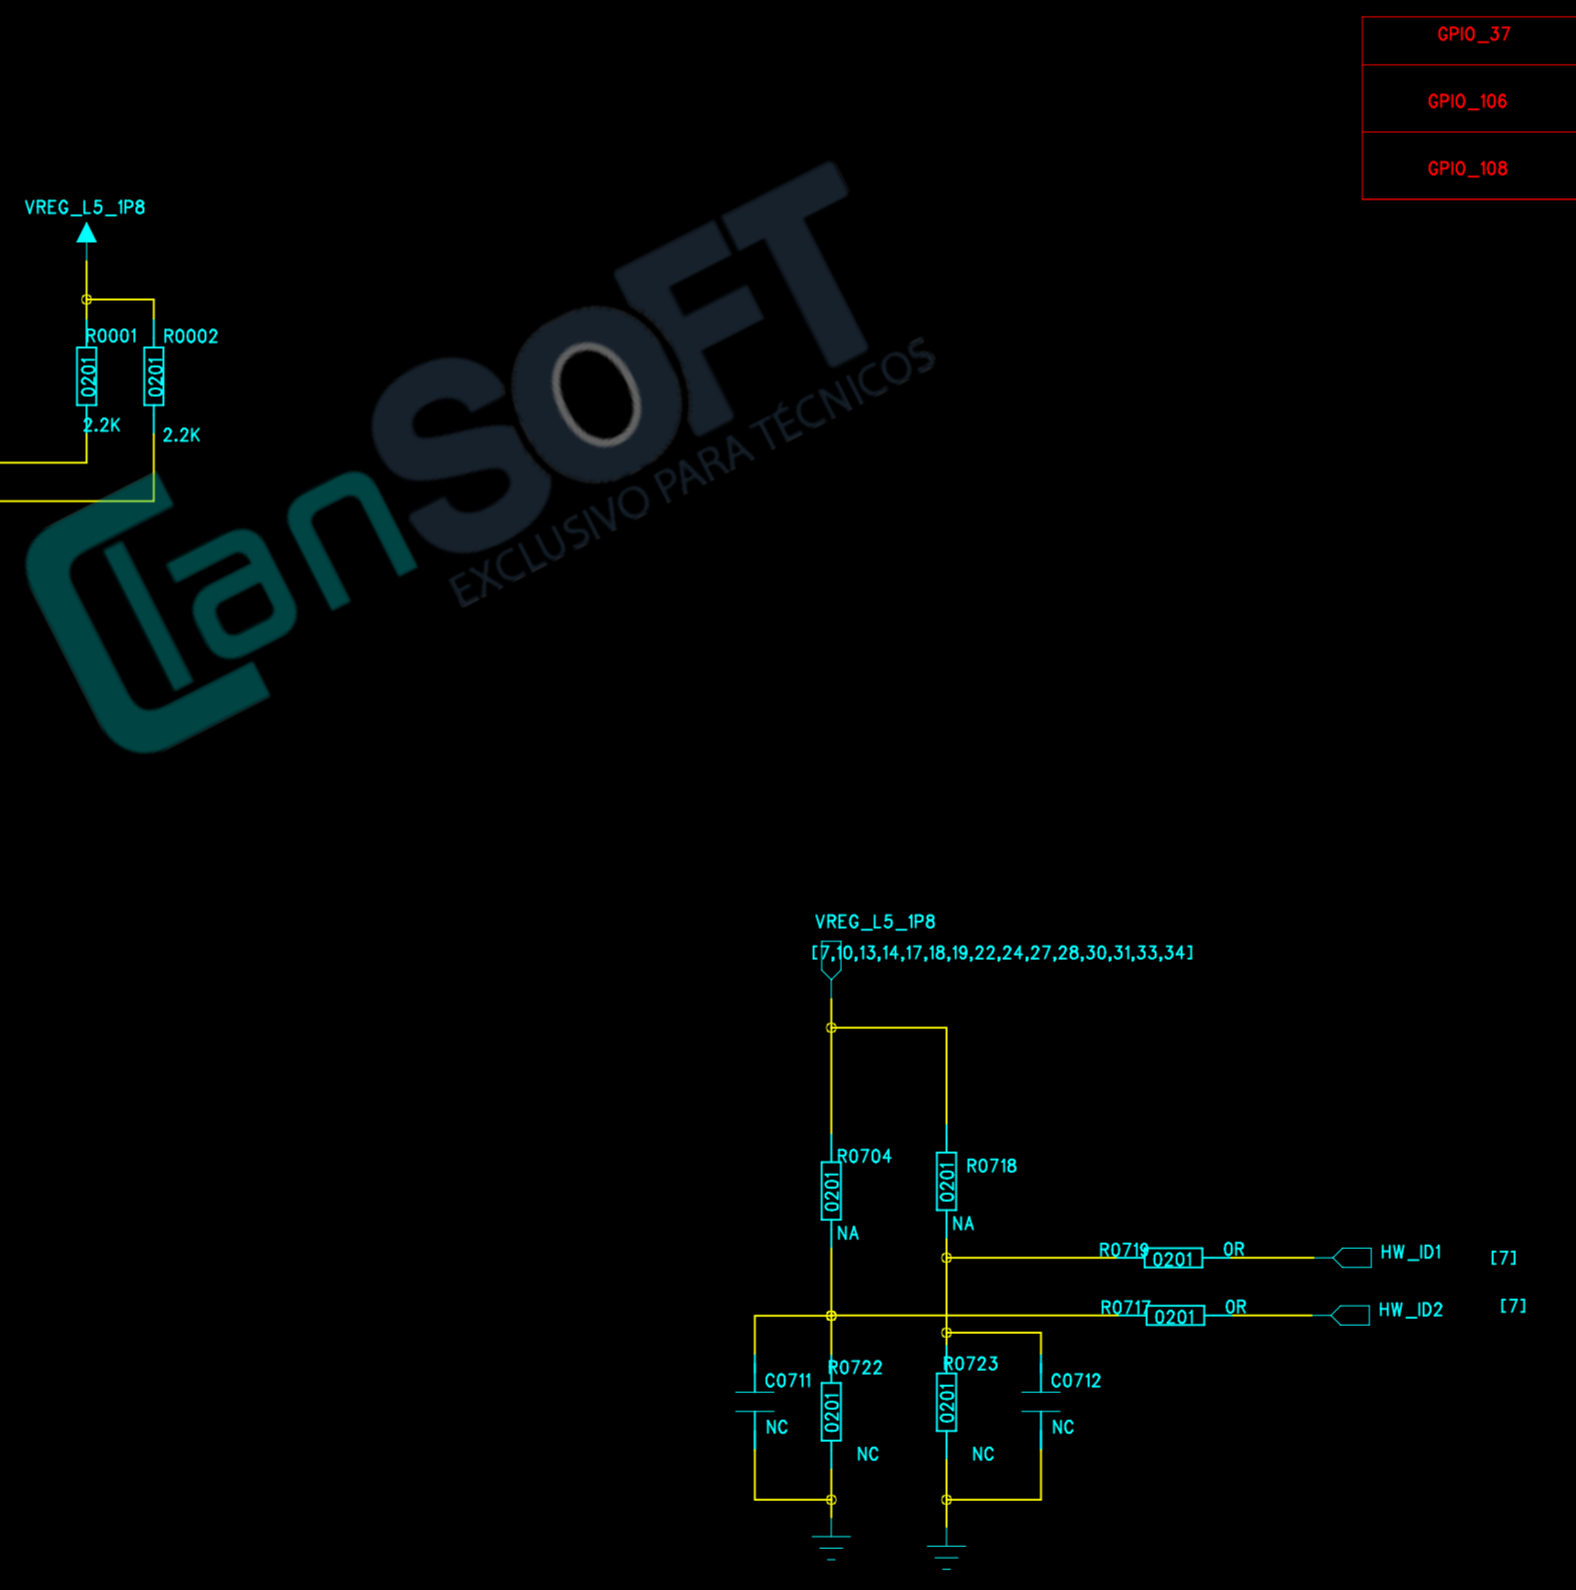 GPIO_37
GPIO_106
GPIO_108
VREG_L5_1P8
R0001
R0002
0201
0201
2.2K
2.2K
ClanSOFT
EXCLUSIVO PARA TÉCNICOS
VREG_L5_1P8
[7,10,13,14,17,18,19,22,24,27,28,30,31,33,34]
R0704
R0718
0201
0201
NA
NA
R0719
0201
0R
HW_ID1
[7]
R0717
0201
0R
HW_ID2
[7]
C0711
R0722
R0723
C0712
0201
0201
NC
NC
NC
NC